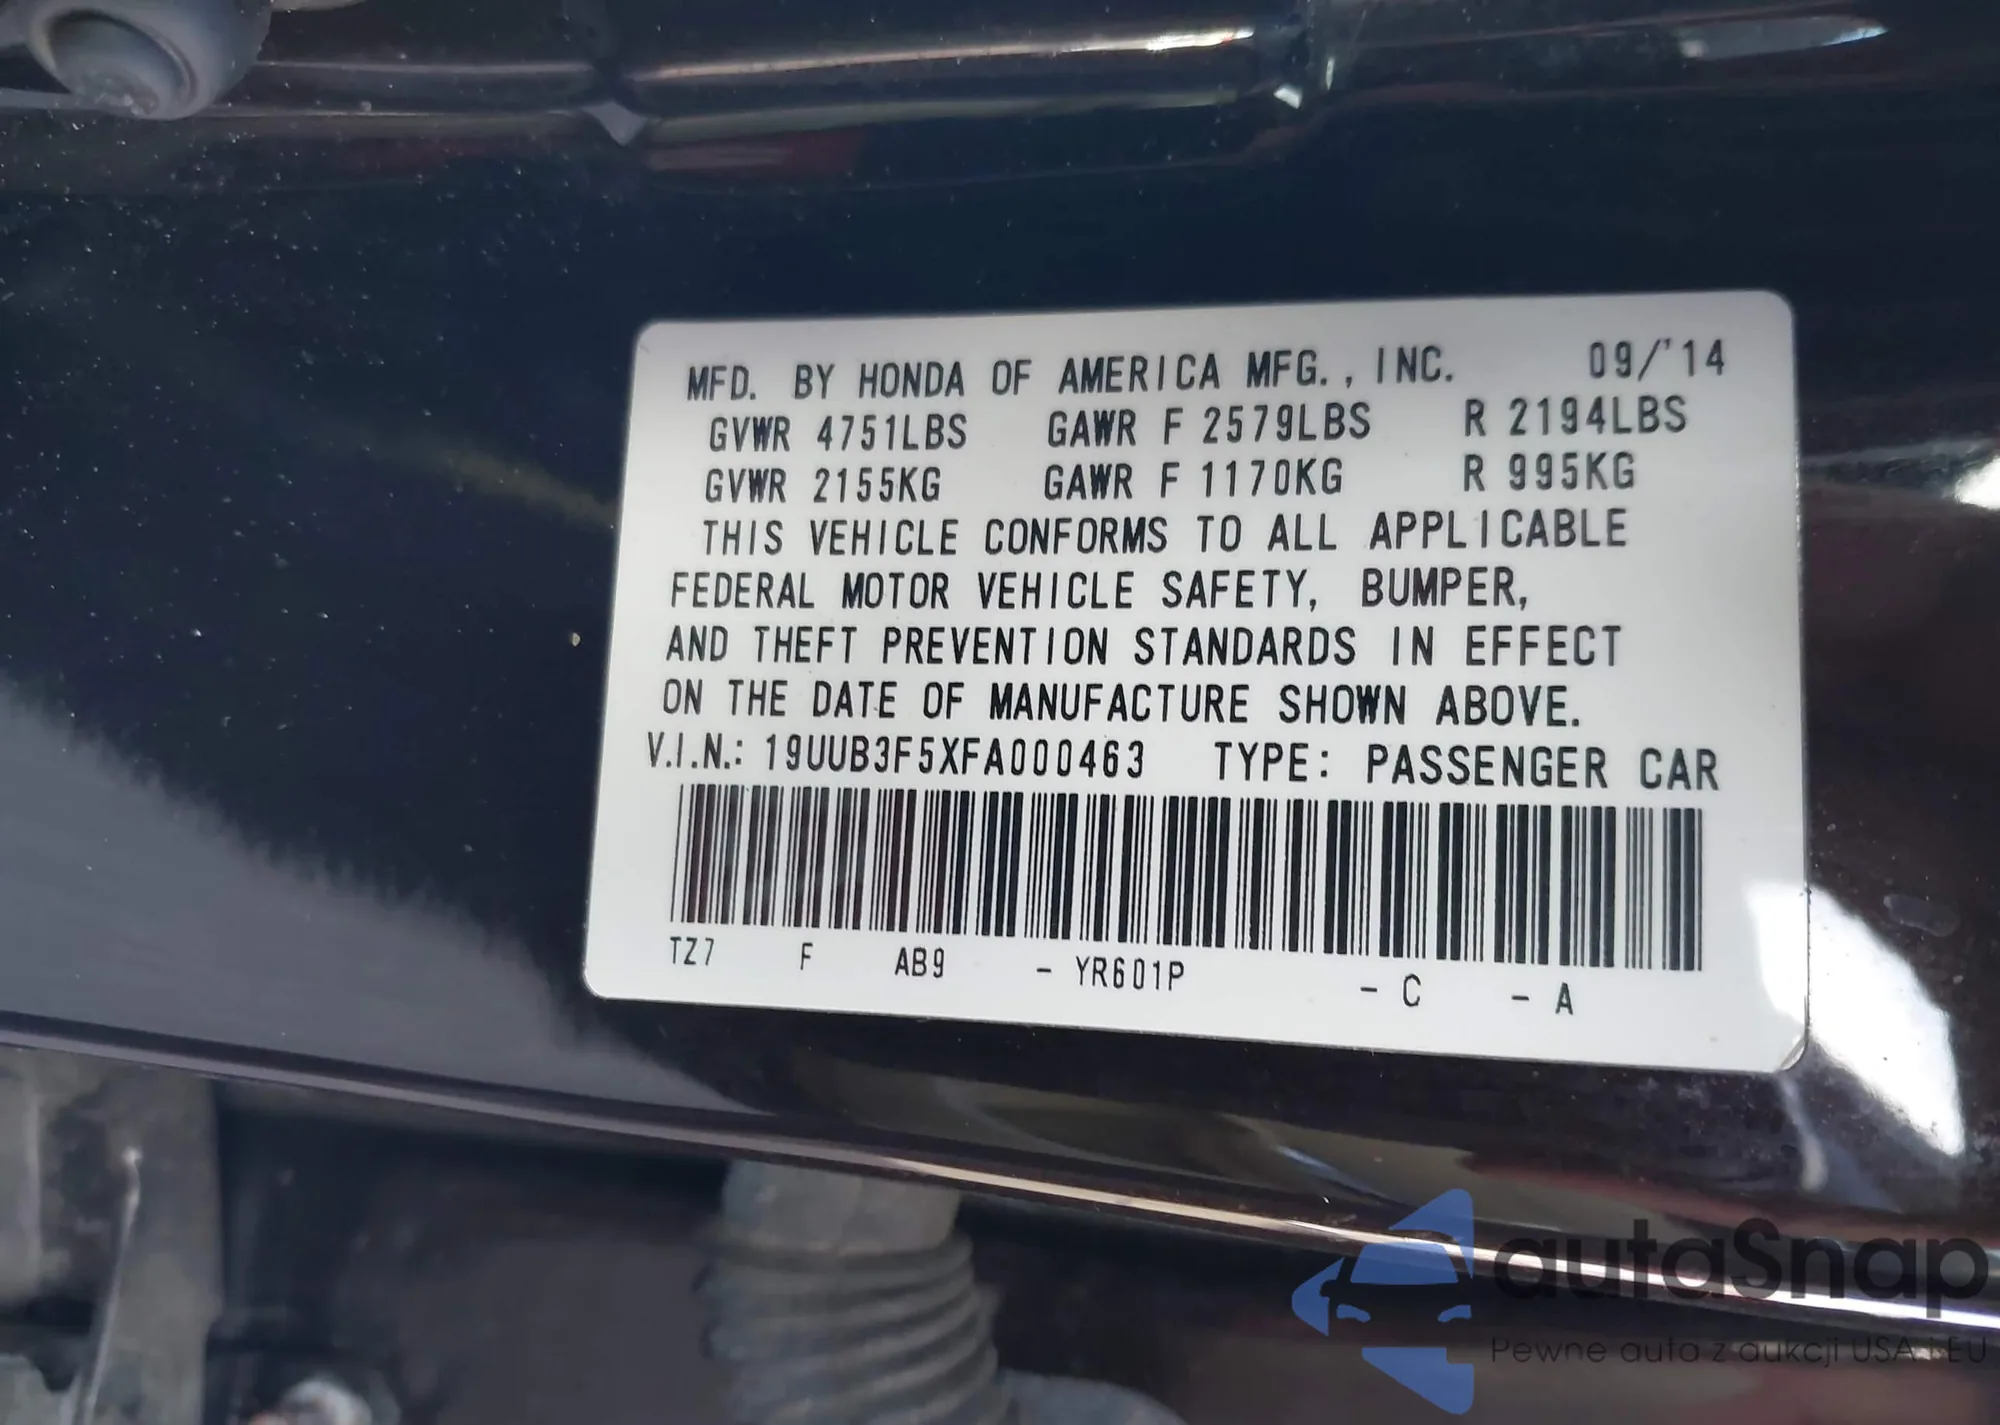 MFD. BY HONDA OF AMERICA MFG., INC. 09/'14
GVWR 4751LBS GAWR F 2579LBS R 2194LBS
GVWR 2155KG GAWR F 1170KG R 995KG
THIS VEHICLE CONFORMS TO ALL APPLICABLE
FEDERAL MOTOR VEHICLE SAFETY, BUMPER,
AND THEFT PREVENTION STANDARDS IN EFFECT
ON THE DATE OF MANUFACTURE SHOWN ABOVE.
V.I.N.: 19UUB3F5XFA000463 TYPE: PASSENGER CAR
TZ7 F AB9 - YR601P - C - A
autaSnap
Pewne auta z aukcji USA i EU